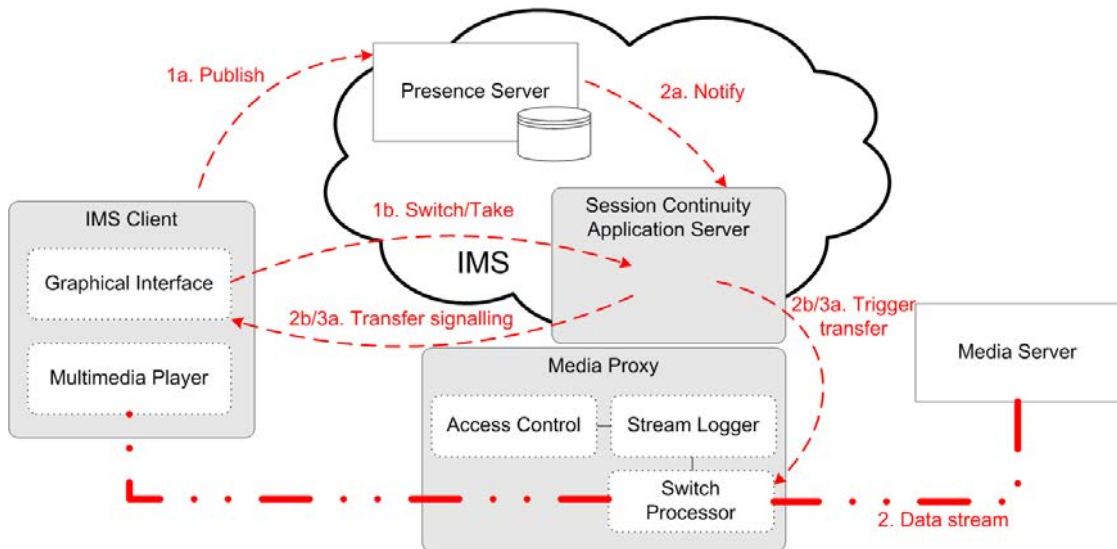 1a. Publish
Presence Server
2a. Notify
IMS Client
Graphical Interface
Multimedia Player
1b. Switch/Take
IMS
Session Continuity
Application Server
2b/3a. Transfer signalling
2b/3a. Trigger
transfer
Media Server
Media Proxy
Access Control
Stream Logger
Switch
Processor
2. Data stream